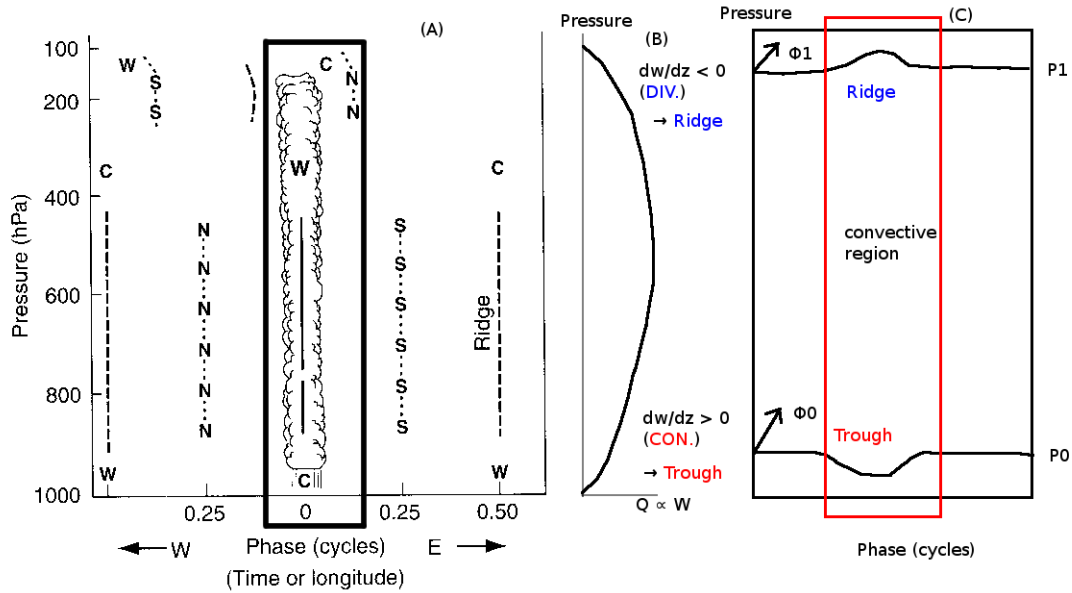 (A)
Pressure (hPa)
100
200
400
600
800
1000
W
S
S
C
N
N
W
C
C
N
N
N
N
N
N
S
S
S
S
S
S
Ridge
W
C
W
0.25
0
0.25
0.50
W
Phase (cycles)
E
(Time or longitude)
Pressure
(B)
dw/dz < 0
(DIV.)
→ Ridge
dw/dz > 0
(CON.)
→ Trough
Q ∝ W
Pressure
(C)
Φ1
P1
Ridge
convective
region
Φ0
Trough
P0
Phase (cycles)